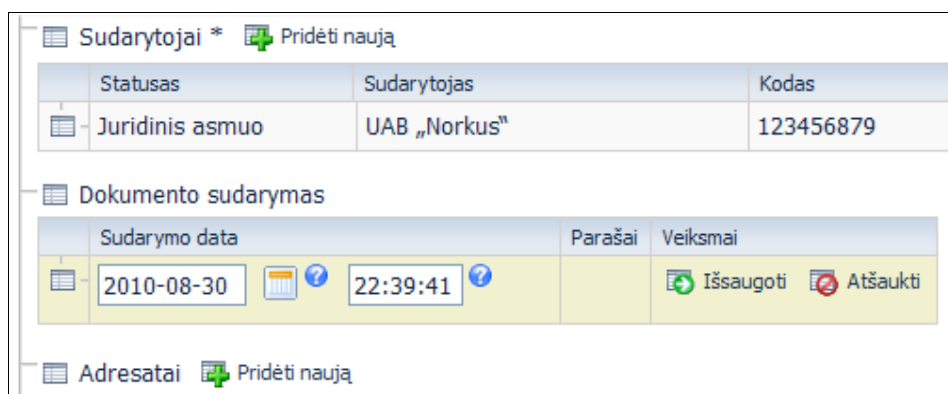 Sudarytojai * Pridėti naują
Statusas Sudarytojas Kodas
Juridinis asmuo UAB „Norkus“ 123456879
Dokumento sudarymas
Sudarymo data Parašai Veiksmai
2010-08-30 22:39:41 Išsaugoti Atšaukti
Adresatai Pridėti naują